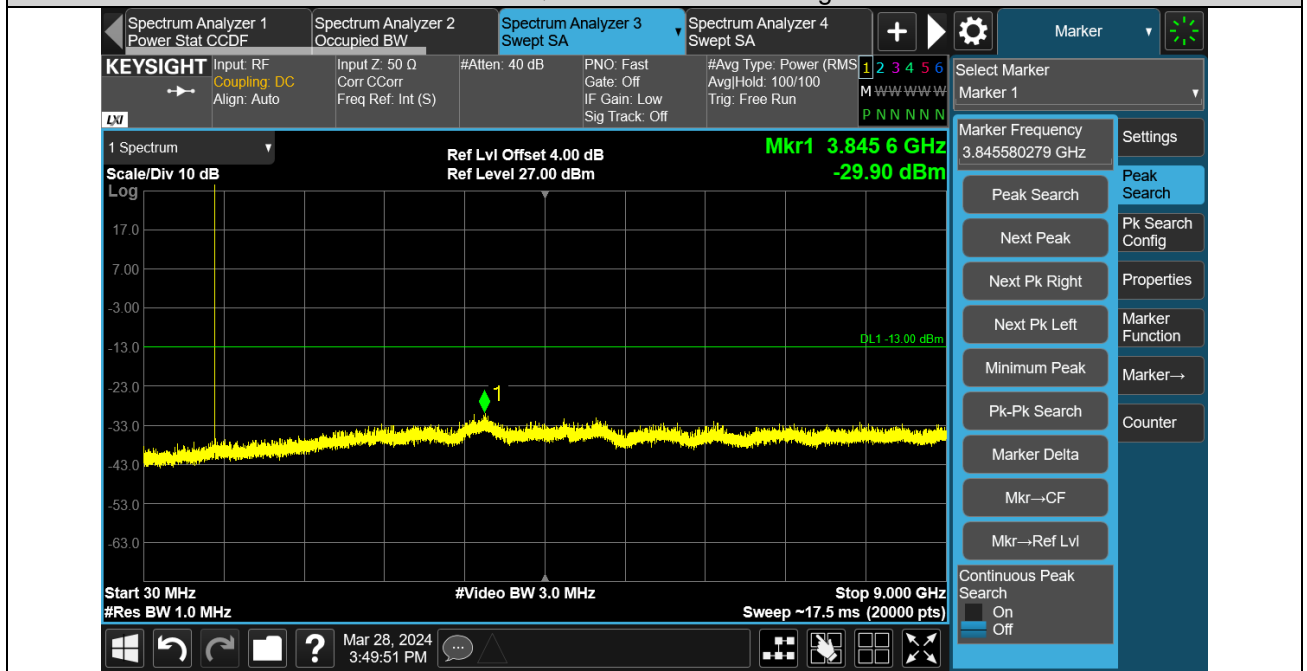 Spectrum Analyzer 1
Power Stat CCDF
Spectrum Analyzer 2
Occupied BW
Spectrum Analyzer 3
Swept SA
Spectrum Analyzer 4
Swept SA
+
Marker
KEYSIGHT
LXI
Input: RF
Coupling: DC
Align: Auto
Input Z: 50 Ω
Corr CCorr
Freq Ref: Int (S)
#Atten: 40 dB
PNO: Fast
Gate: Off
IF Gain: Low
Sig Track: Off
#Avg Type: Power (RMS
Avg|Hold: 100/100
Trig: Free Run
1 2 3 4 5 6
M W W W W W
P N N N N N
Select Marker
Marker 1
1 Spectrum
Scale/Div 10 dB
Log
Ref Lvl Offset 4.00 dB
Ref Level 27.00 dBm
Mkr1 3.845 6 GHz
-29.90 dBm
17.0
7.00
-3.00
-13.0
-23.0
-33.0
-43.0
-53.0
-63.0
DL1 -13.00 dBm
1
Start 30 MHz
#Res BW 1.0 MHz
#Video BW 3.0 MHz
Stop 9.000 GHz
Sweep ~17.5 ms (20000 pts)
Marker Frequency
3.845580279 GHz
Peak Search
Next Peak
Next Pk Right
Next Pk Left
Minimum Peak
Pk-Pk Search
Marker Delta
Mkr→CF
Mkr→Ref Lvl
Continuous Peak
Search
On
Off
Settings
Peak
Search
Pk Search
Config
Properties
Marker
Function
Marker→
Counter
?
Mar 28, 2024
3:49:51 PM